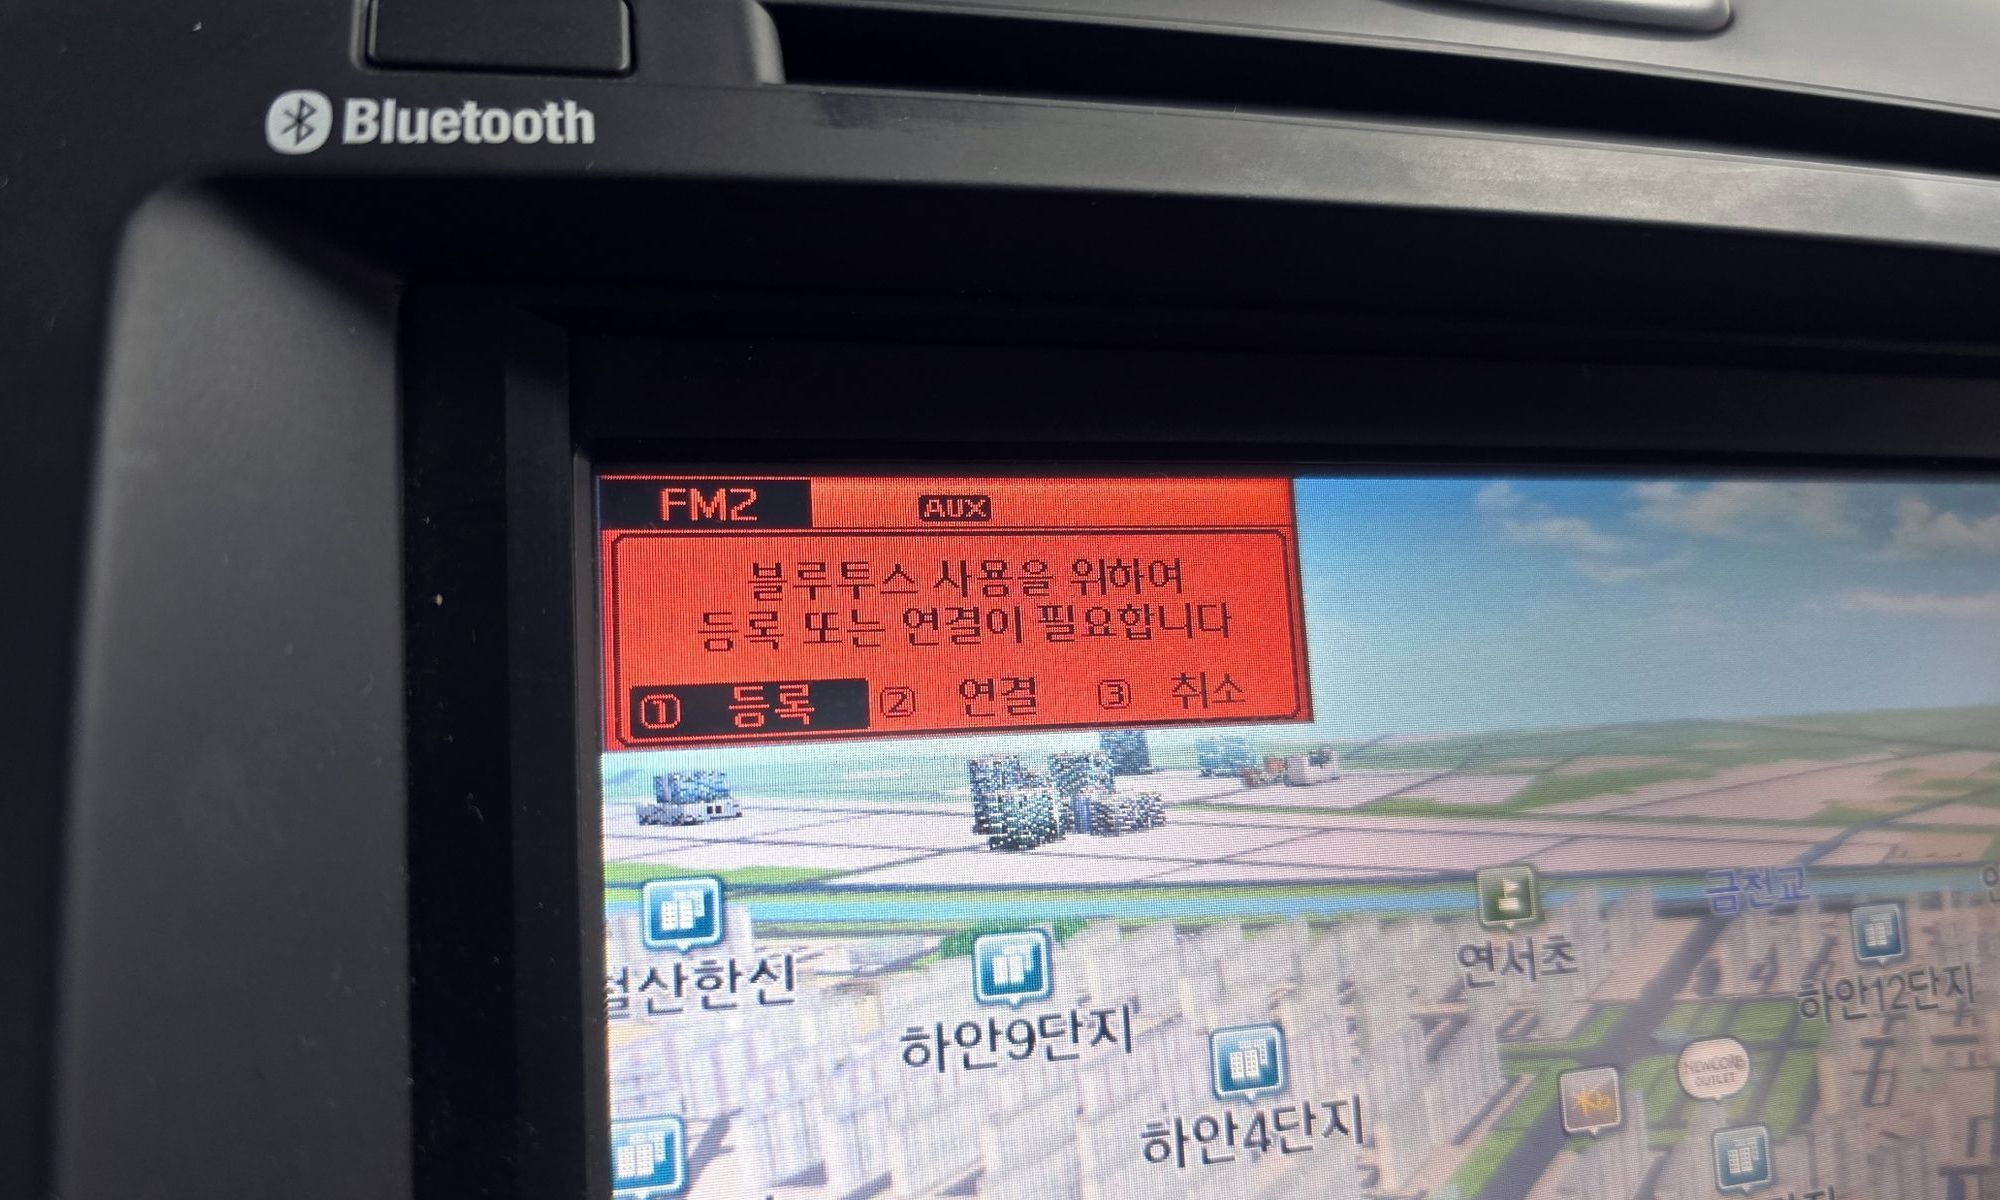 Bluetooth
FM2
AUX
블루투스 사용을 위하여
등록 또는 연결이 필요합니다
① 등록 ② 연결 ③ 취소
금천교
연서초
철산한신
하안12단지
하안9단지
NEWCORE
OUTLET
Kb
하안4단지